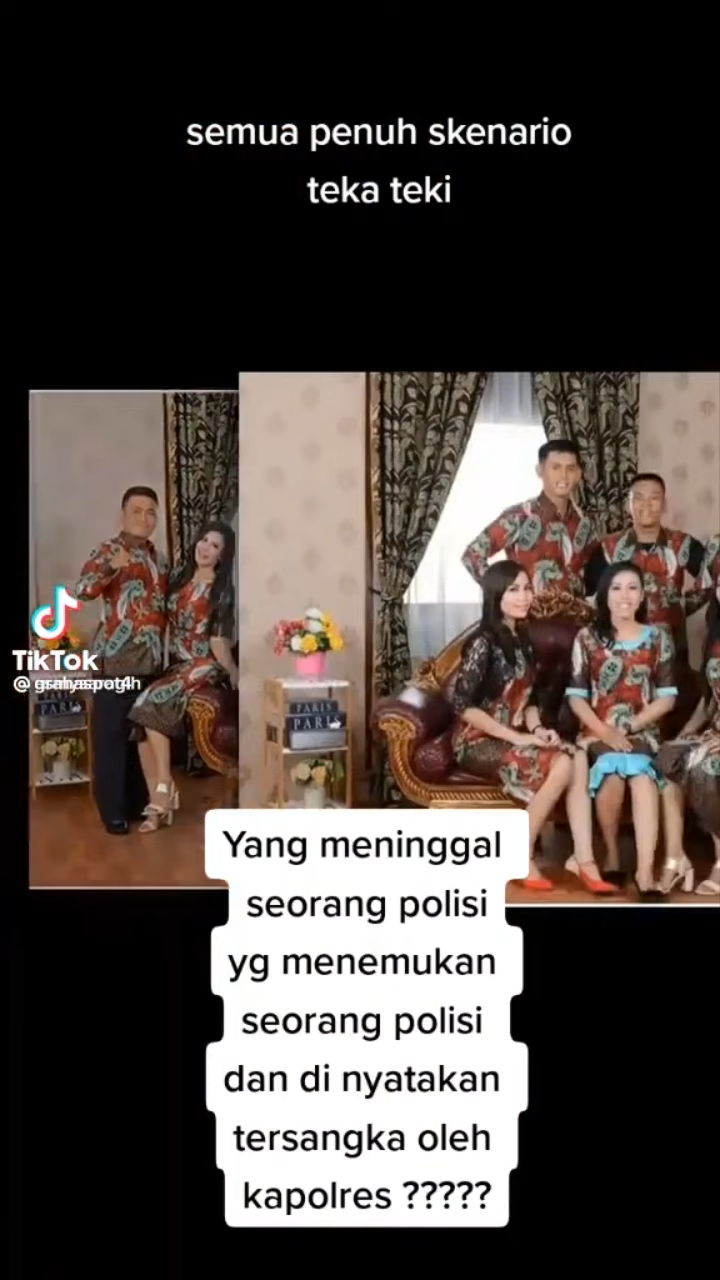 semua penuh skenario
teka teki
PARIS
PARIS
TikTok
Yang meninggal
seorang polisi
yg menemukan
seorang polisi
dan di nyatakan
tersangka oleh
kapolres ?????